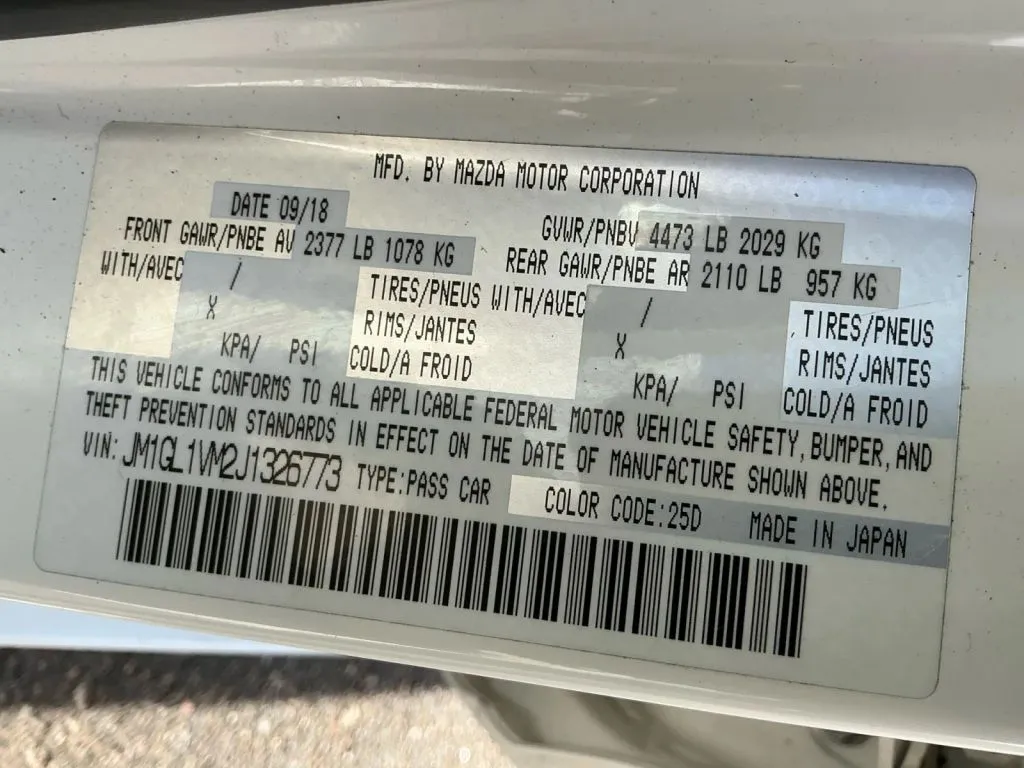 MFD. BY MAZDA MOTOR CORPORATION
DATE 09/18 GVWR/PNBV 4473 LB 2029 KG
FRONT GAWR/PNBE AV 2377 LB 1078 KG REAR GAWR/PNBE AR 2110 LB 957 KG
WITH/AVEC / TIRES/PNEUS WITH/AVEC / TIRES/PNEUS
X RIMS/JANTES X RIMS/JANTES
KPA/ PSI COLD/A FROID KPA/ PSI COLD/A FROID
THIS VEHICLE CONFORMS TO ALL APPLICABLE FEDERAL MOTOR VEHICLE SAFETY, BUMPER, AND
THEFT PREVENTION STANDARDS IN EFFECT ON THE DATE OF MANUFACTURE SHOWN ABOVE.
VIN: JM1GL1VM2J1326773 TYPE:PASS CAR COLOR CODE:25D MADE IN JAPAN